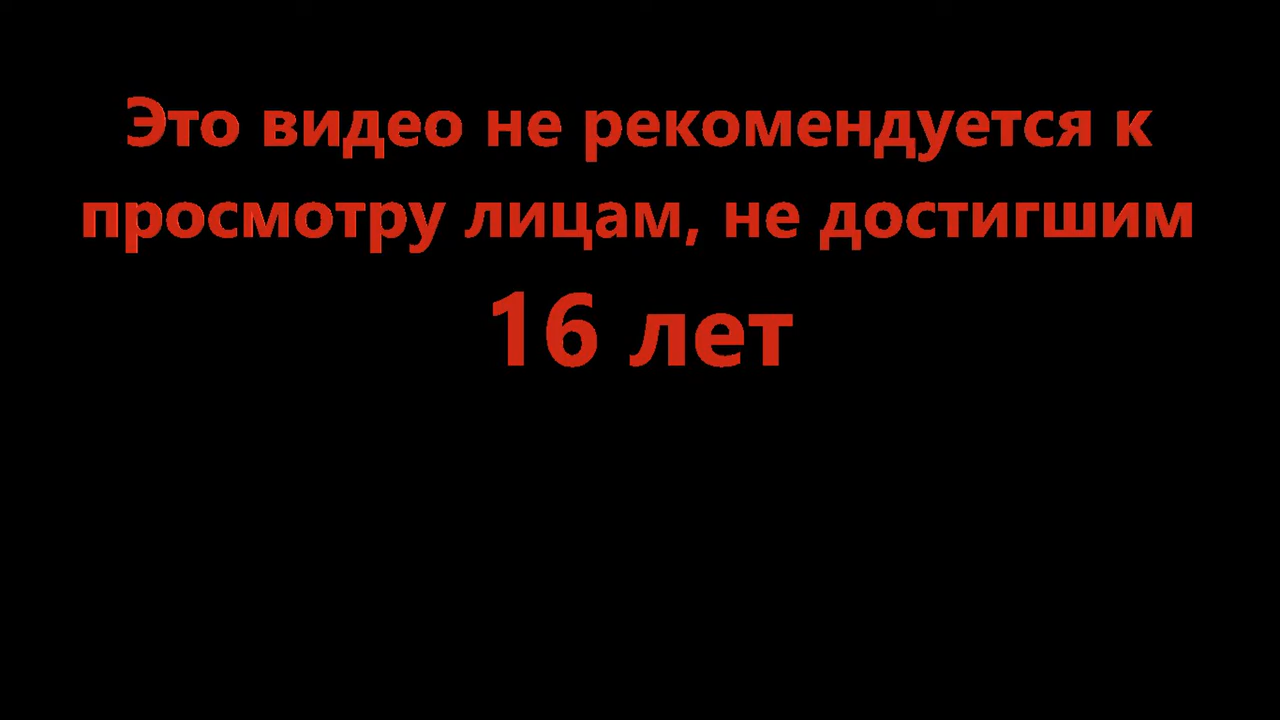 Это видео не рекомендуется к
просмотру лицам, не достигшим
16 лет